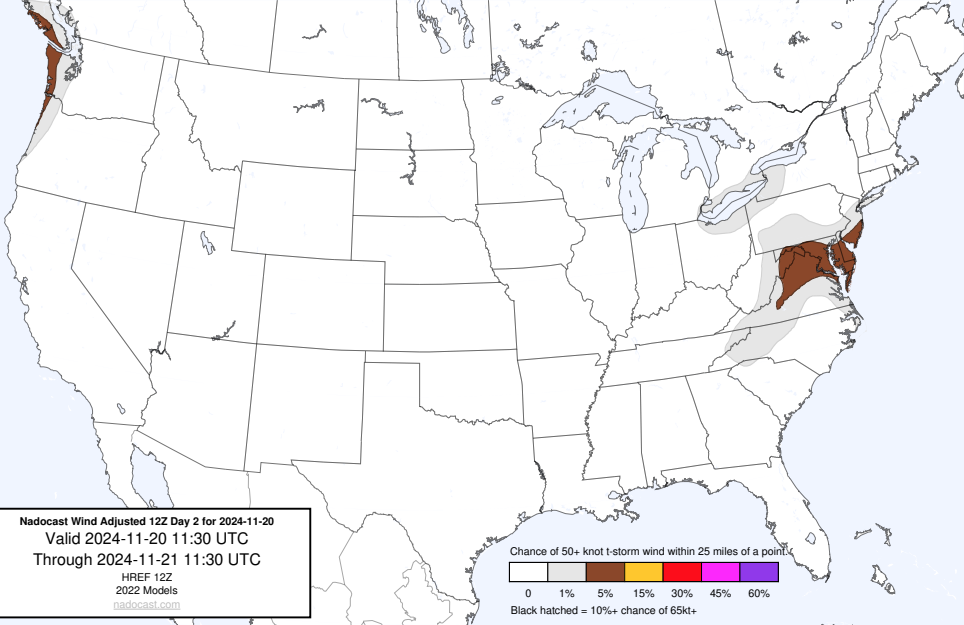 Nadocast Wind Adjusted 12Z Day 2 for 2024-11-20
Valid 2024-11-20 11:30 UTC
Through 2024-11-21 11:30 UTC
HREF 12Z
2022 Models
nadocast.com
Chance of 50+ knot t-storm wind within 25 miles of a point.
0 1% 5% 15% 30% 45% 60%
Black hatched = 10%+ chance of 65kt+